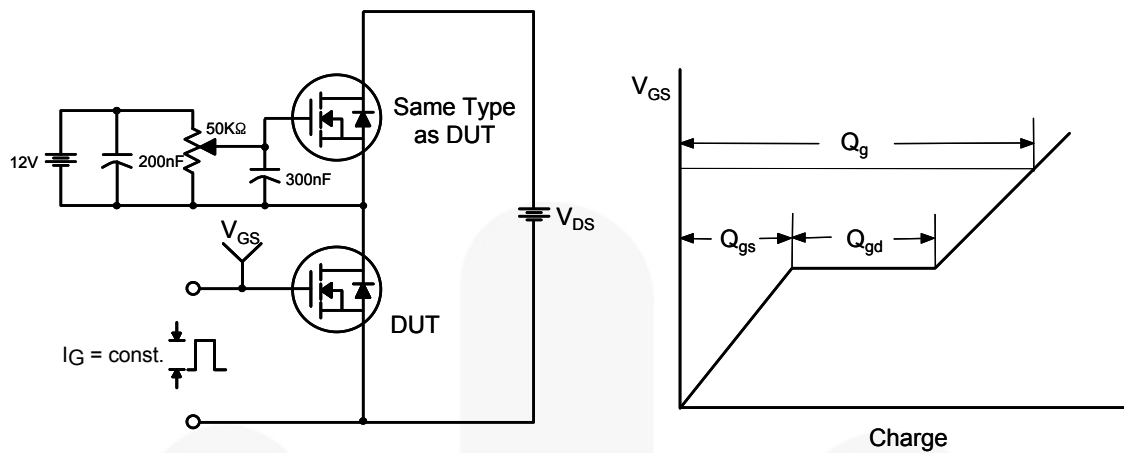 12V
200nF
50KΩ
300nF
Same Type
as DUT
V_GS
DUT
V_DS
I_G = const.
V_GS
Q_g
Q_gs
Q_gd
Charge